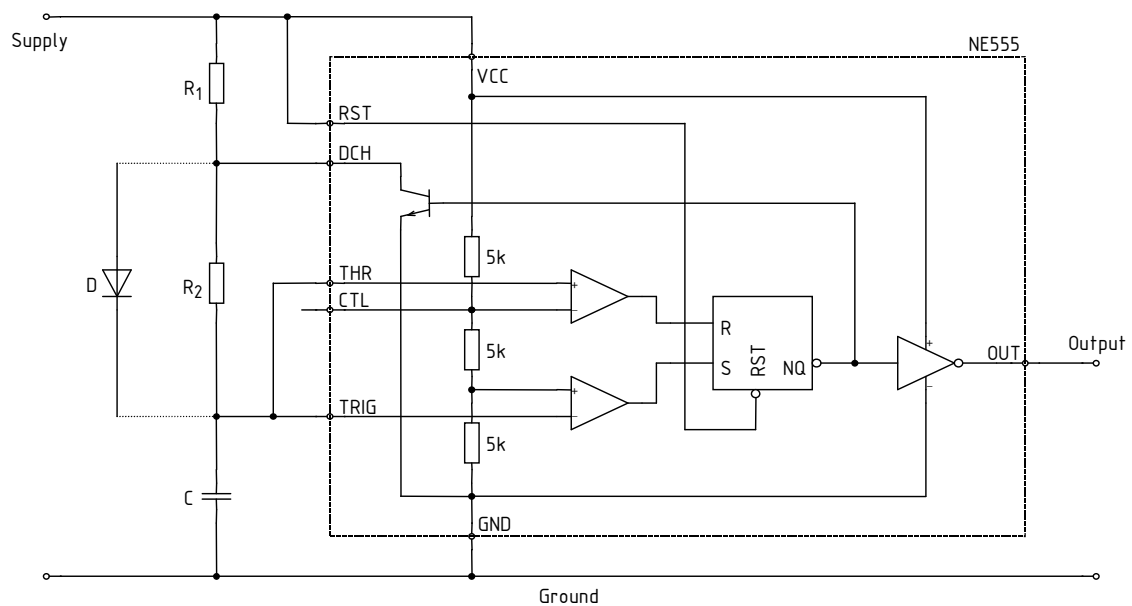 Supply
NE555
VCC
R1
RST
DCH
5k
THR
D
R2
CTL
+
−
R
5k
S
RST
NQ
+
−
OUT
Output
TRIG
+
−
5k
C
GND
Ground